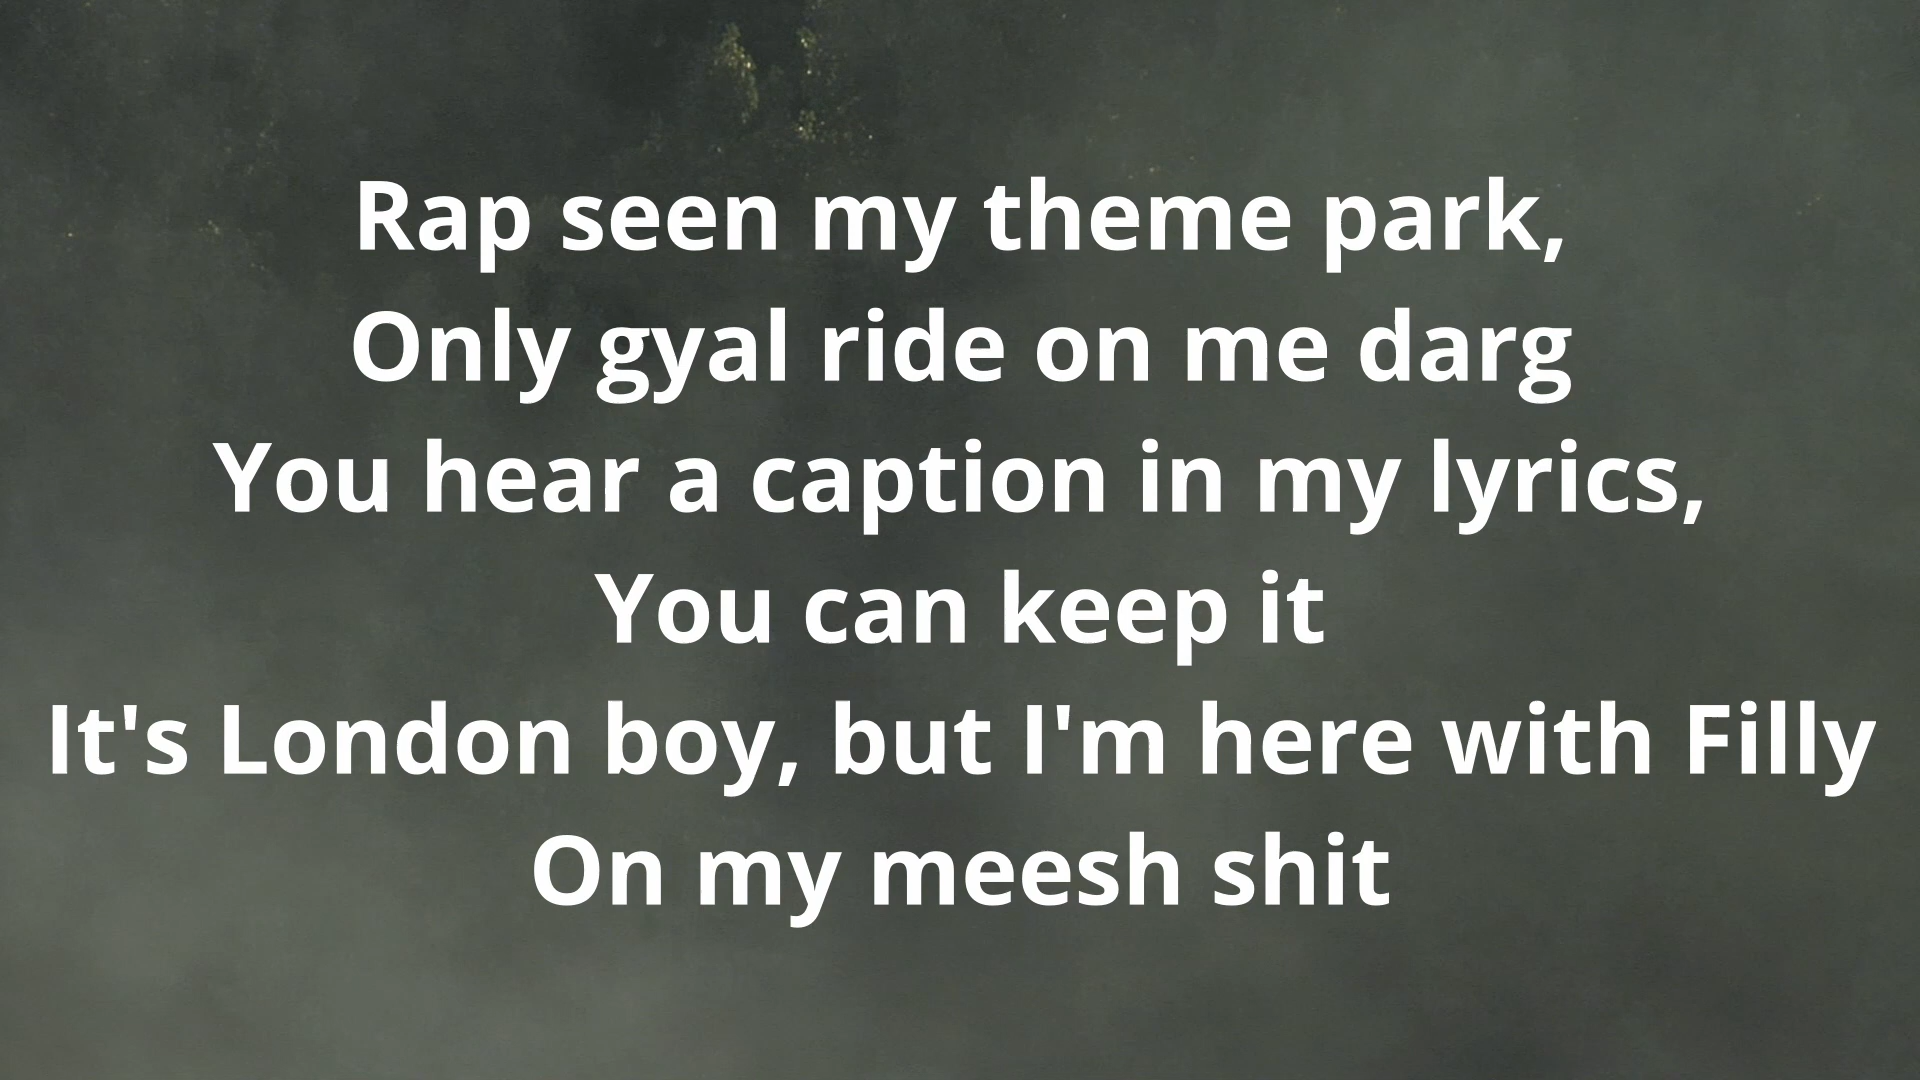 Rap seen my theme park,
Only gyal ride on me darg
You hear a caption in my lyrics,
You can keep it
It's London boy, but I'm here with Filly
On my meesh shit